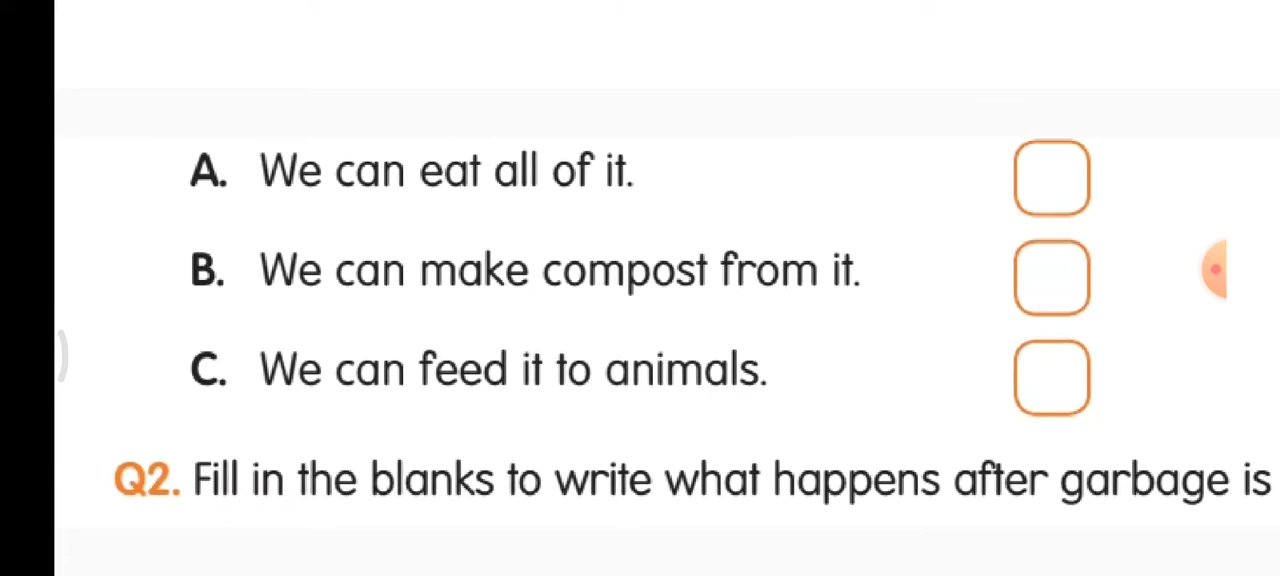 A. We can eat all of it.
B. We can make compost from it.
C. We can feed it to animals.
Q2. Fill in the blanks to write what happens after garbage is